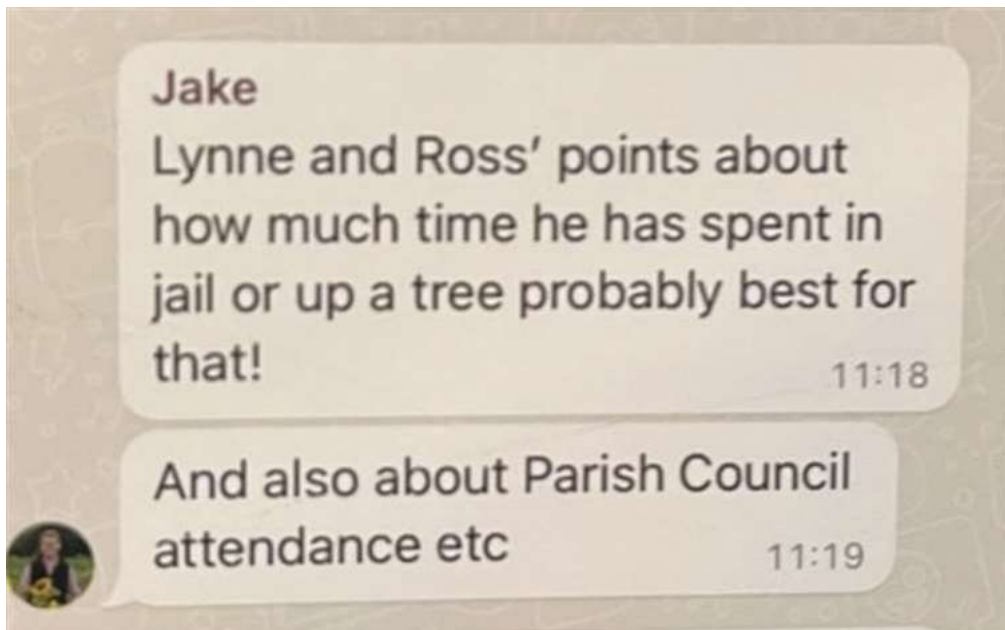 Jake
Lynne and Ross’ points about
how much time he has spent in
jail or up a tree probably best for
that!
11:18
And also about Parish Council
attendance etc
11:19